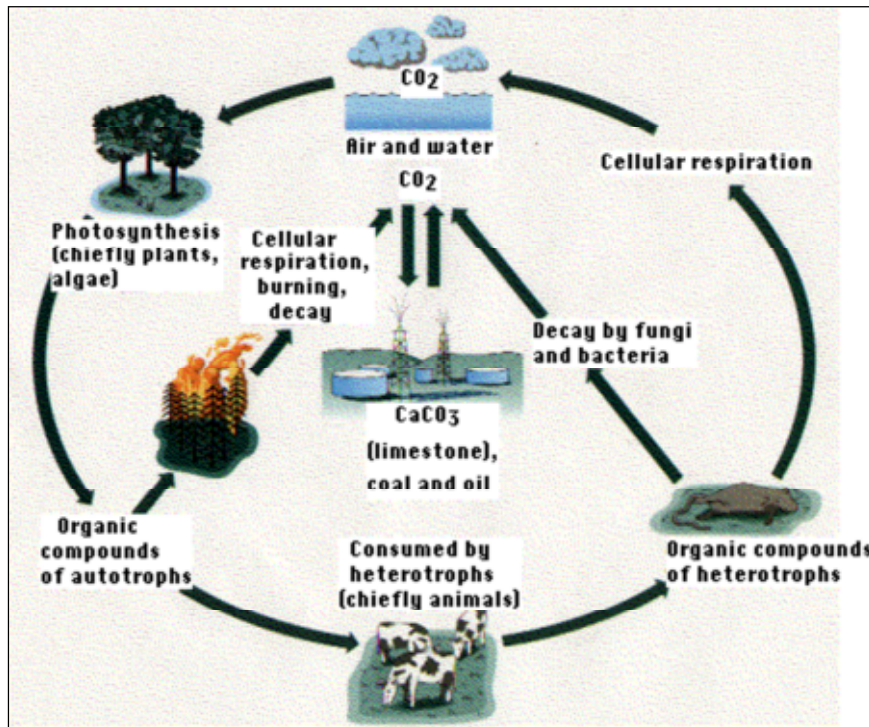 CO₂
Air and water
CO₂
Cellular respiration
Photosynthesis
(chiefly plants,
algae)
Cellular
respiration,
burning,
decay
Decay by fungi
and bacteria
CaCO₃
(limestone),
coal and oil
Organic
compounds
of autotrophs
Consumed by
heterotrophs
(chiefly animals)
Organic compounds
of heterotrophs